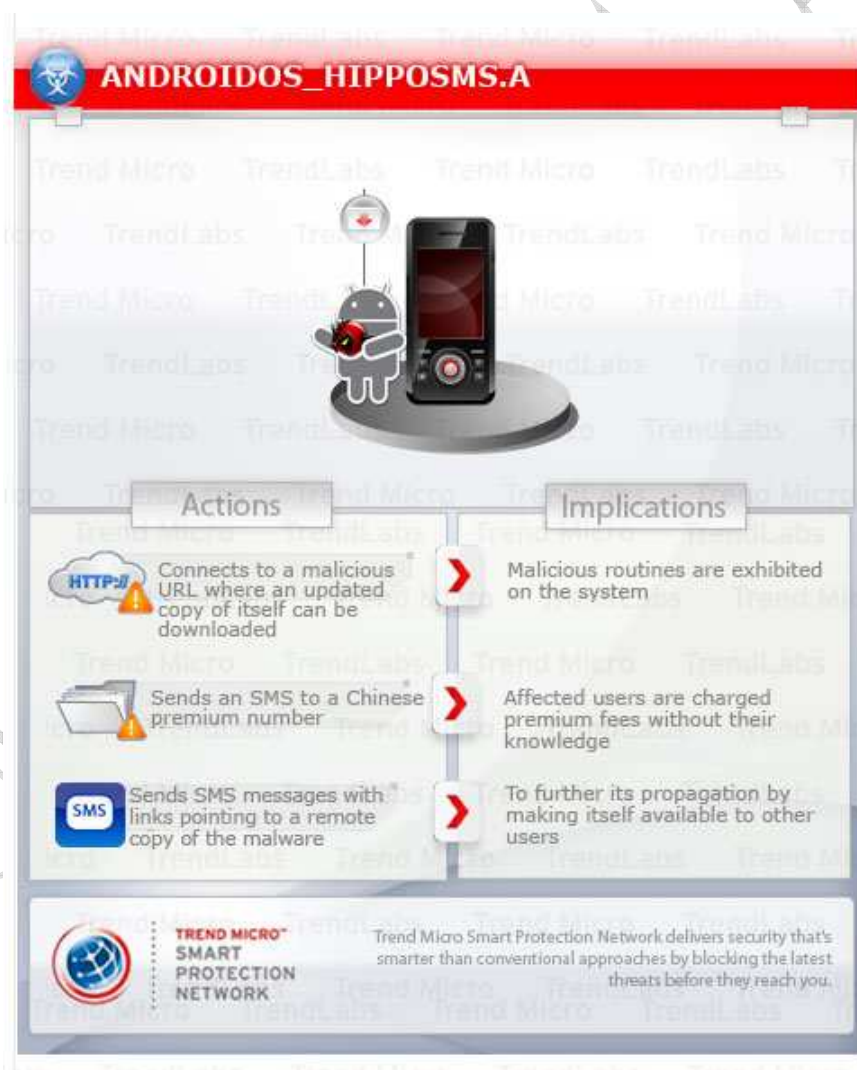 ANDROIDOS_HIPPOSMS.A
Actions
Implications
HTTP://
Connects to a malicious
URL where an updated
copy of itself can be
downloaded
Malicious routines are exhibited
on the system
Sends an SMS to a Chinese
premium number
Affected users are charged
premium fees without their
knowledge
SMS
Sends SMS messages with
links pointing to a remote
copy of the malware
To further its propagation by
making itself available to other
users
TREND MICRO™
SMART
PROTECTION
NETWORK
Trend Micro Smart Protection Network delivers security that's
smarter than conventional approaches by blocking the latest
threats before they reach you.